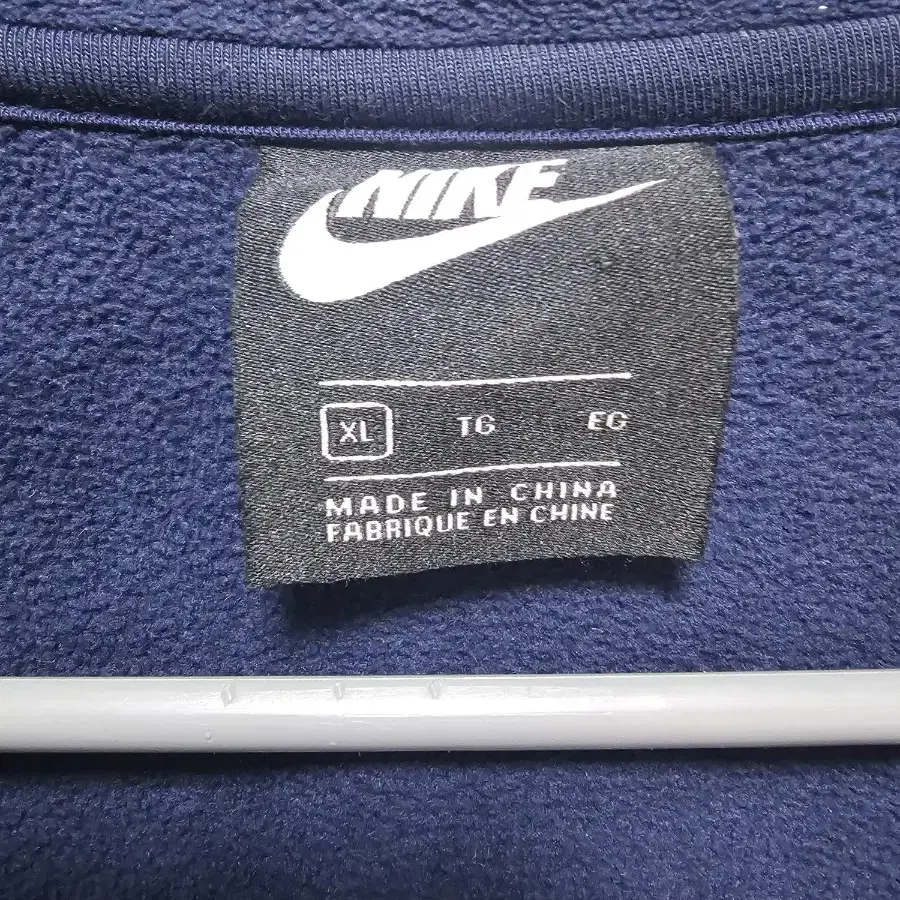 NIKE
XL TG EG
MADE IN CHINA
FABRIQUE EN CHINE